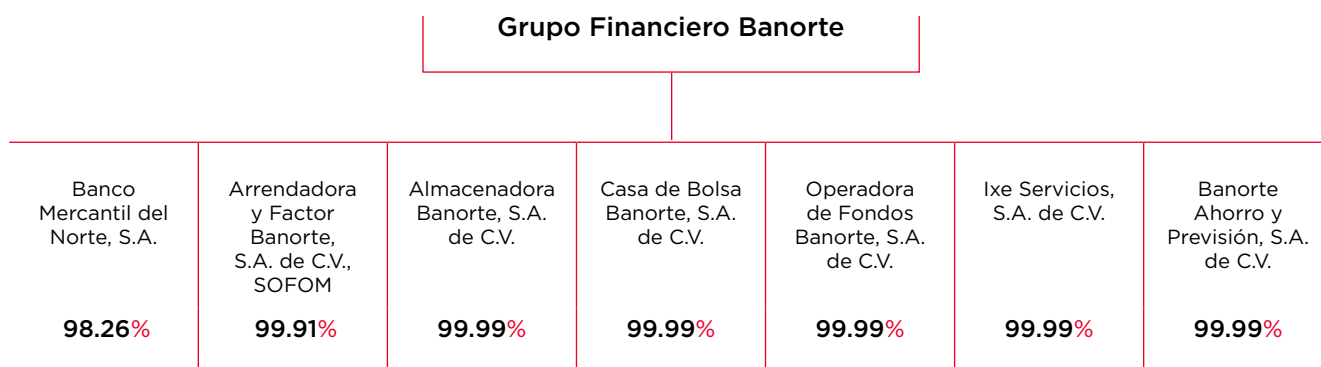 Grupo Financiero Banorte
Banco
Mercantil del
Norte, S.A.
98.26%
Arrendadora
y Factor
Banorte,
S.A. de C.V.,
SOFOM
99.91%
Almacenadora
Banorte, S.A.
de C.V.
99.99%
Casa de Bolsa
Banorte, S.A.
de C.V.
99.99%
Operadora
de Fondos
Banorte, S.A.
de C.V.
99.99%
Ixe Servicios,
S.A. de C.V.
99.99%
Banorte
Ahorro y
Previsión, S.A.
de C.V.
99.99%